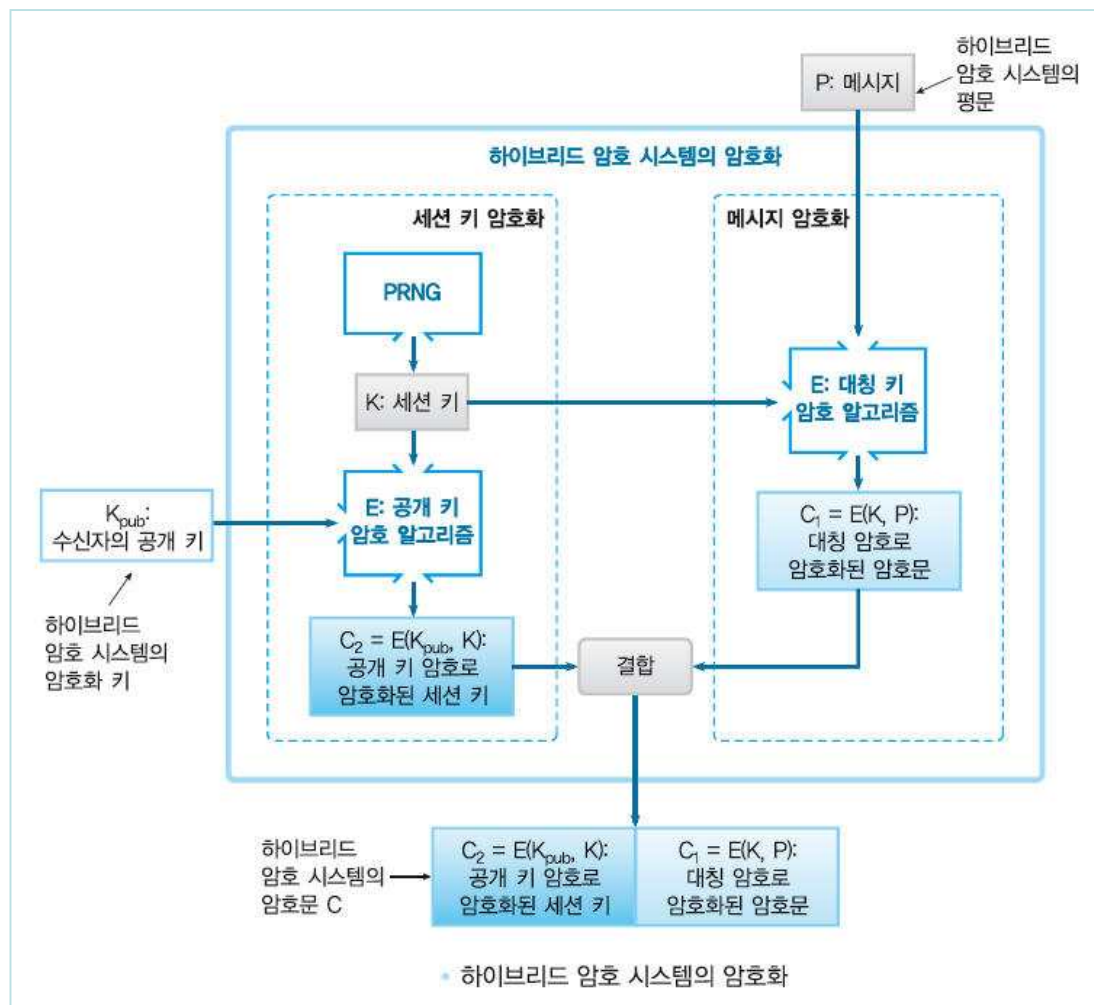 하이브리드
암호 시스템의
평문
P: 메시지
하이브리드 암호 시스템의 암호화
세션 키 암호화
메시지 암호화
PRNG
K: 세션 키
E: 대칭 키
암호 알고리즘
K_pub:
수신자의 공개 키
E: 공개 키
암호 알고리즘
C₁ = E(K, P):
대칭 암호로
암호화된 암호문
하이브리드
암호 시스템의
암호화 키
C₂ = E(K_pub, K):
공개 키 암호로
암호화된 세션 키
결합
하이브리드
암호 시스템의
암호문 C
C₂ = E(K_pub, K):
공개 키 암호로
암호화된 세션 키
C₁ = E(K, P):
대칭 암호로
암호화된 암호문
• 하이브리드 암호 시스템의 암호화